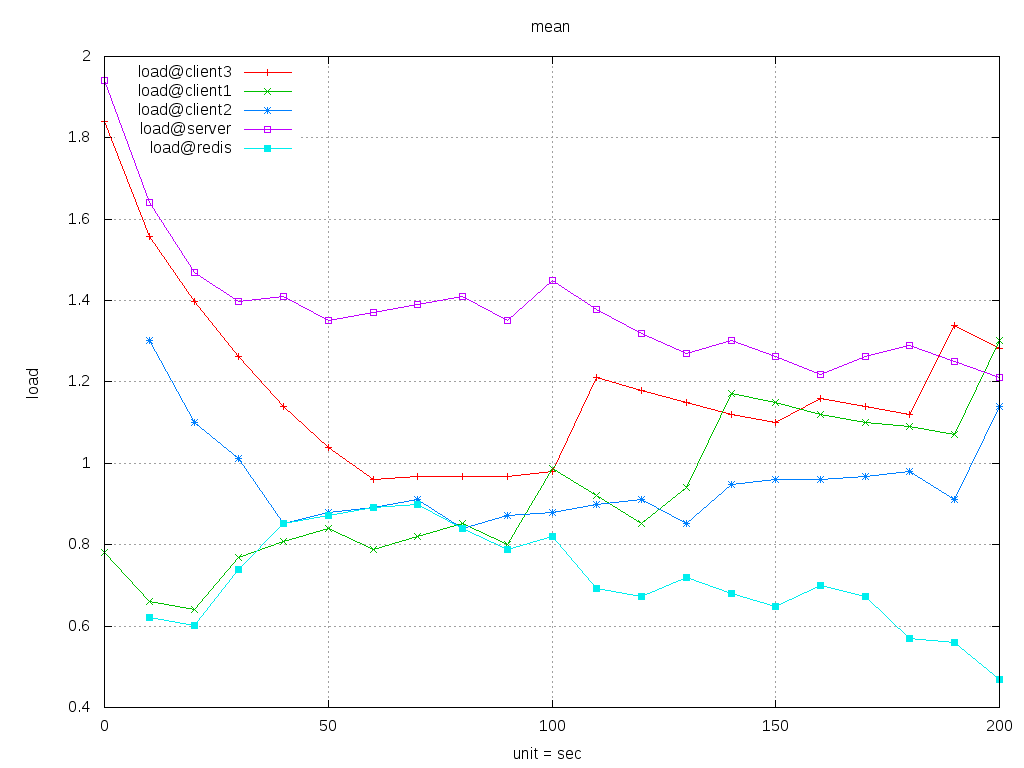 mean
load@client3
load@client1
load@client2
load@server
load@redis
load
2
1.8
1.6
1.4
1.2
1
0.8
0.6
0.4
0 50 100 150 200
unit = sec